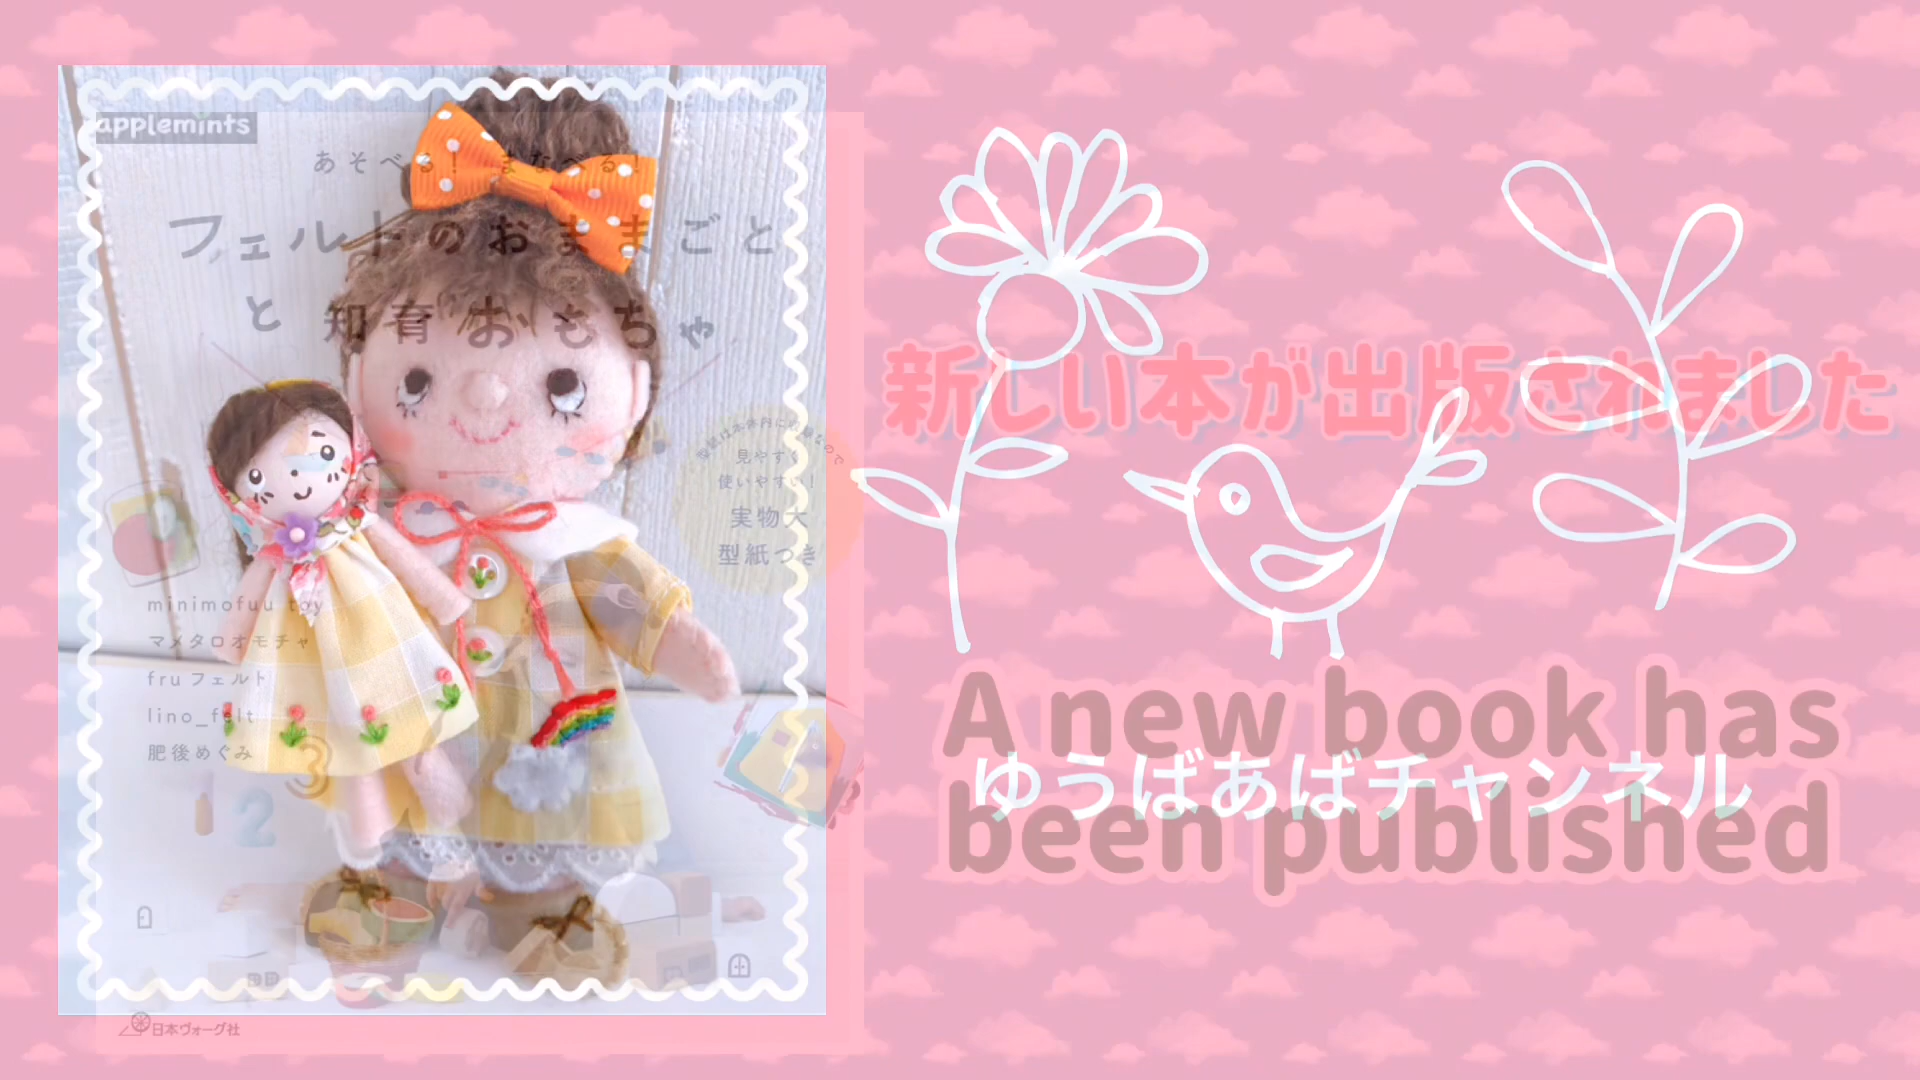 applemints
あそべる！ まなべる！
フェルトのおままごと
と知育おもちゃ
見やすく
使いやすい！
実物大
型紙つき
minimofuu toy
マメタロオモチャ
fru フェルト
lino_felt
肥後めぐみ
3
2
日本ヴォーグ社
新しい本が出版されました
A new book has
been published
ゆうばあばチャンネル